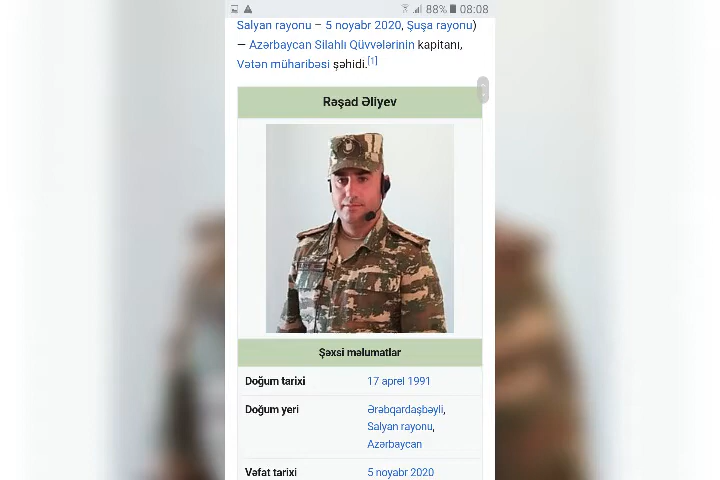 88% 08:08
Salyan rayonu – 5 noyabr 2020, Şuşa rayonu)
— Azərbaycan Silahlı Qüvvələrinin kapitanı,
Vətən müharibəsi şəhidi.[1]
Rəşad Əliyev
Şəxsi məlumatlar
Doğum tarixi 17 aprel 1991
Doğum yeri Ərəbqardaşbəyli,
Salyan rayonu,
Azərbaycan
Vəfat tarixi 5 noyabr 2020